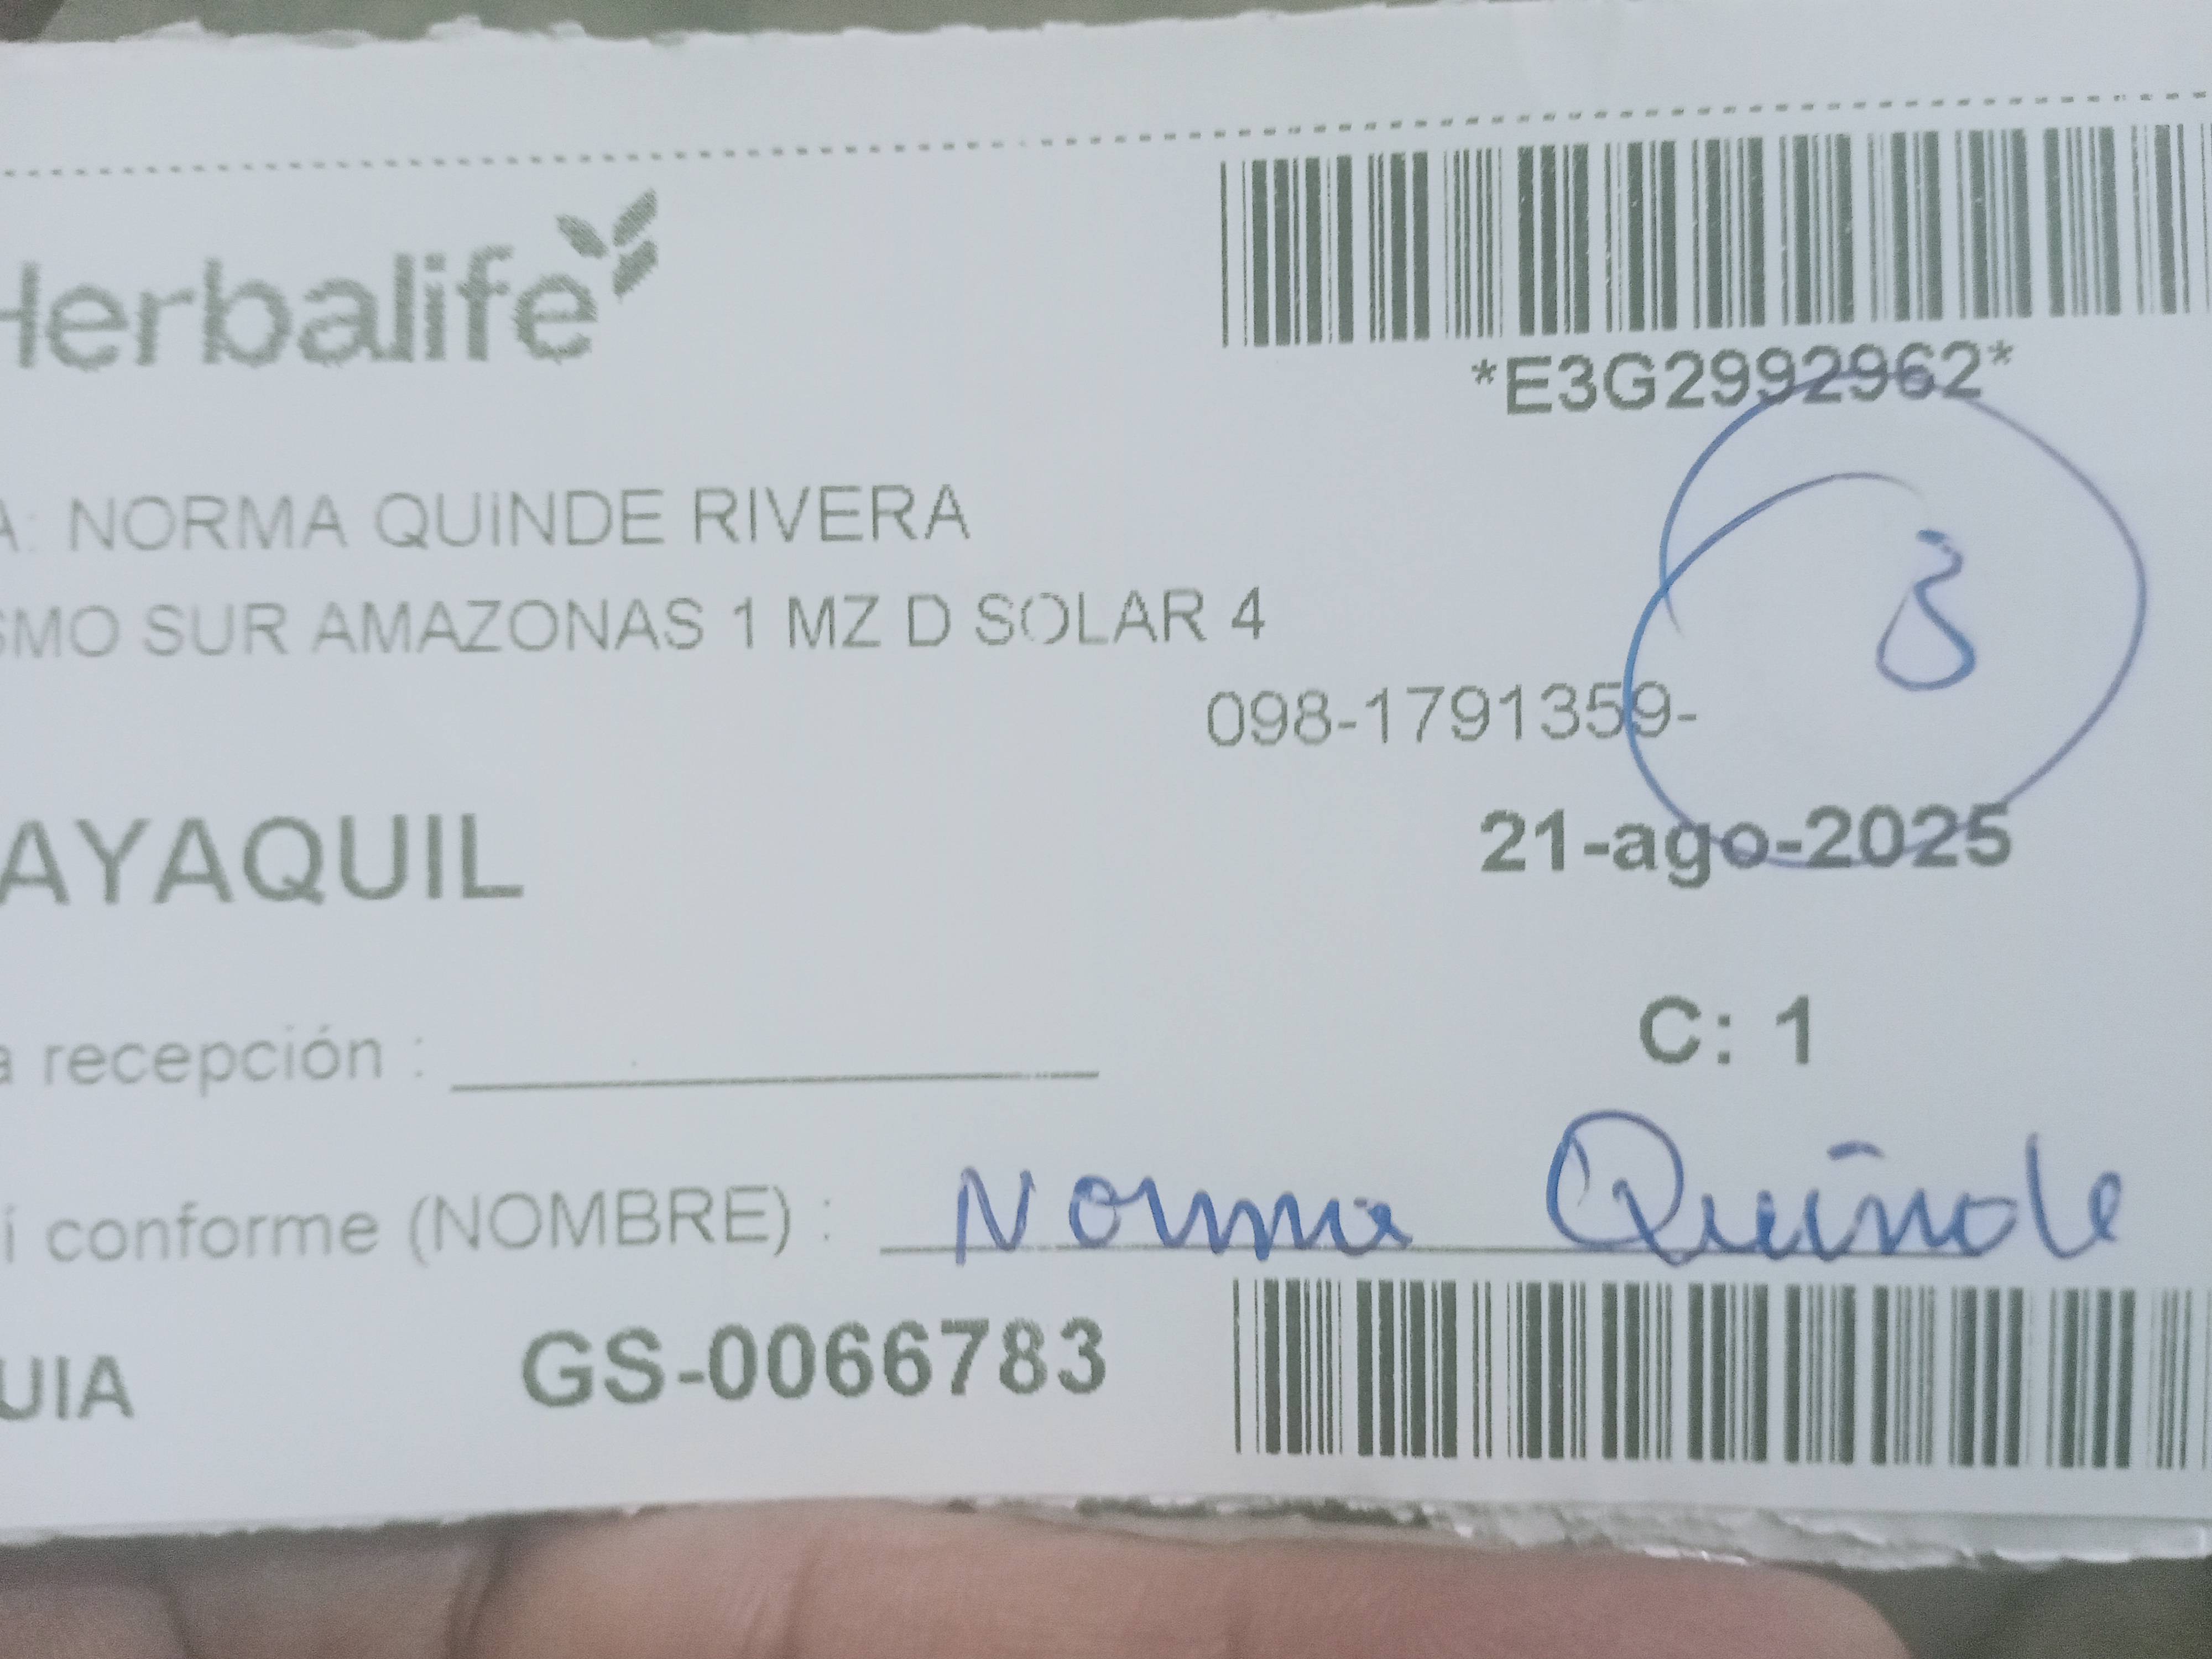 Herbalife
*E3G2992962*
A: NORMA QUiNDE RIVERA
SMO SUR AMAZONAS 1 MZ D SOLAR 4
3
098-1791359-
AYAQUIL
21-ago-2025
C: 1
a recepción :
í conforme (NOMBRE) : Norma Quinde
UIA GS-0066783